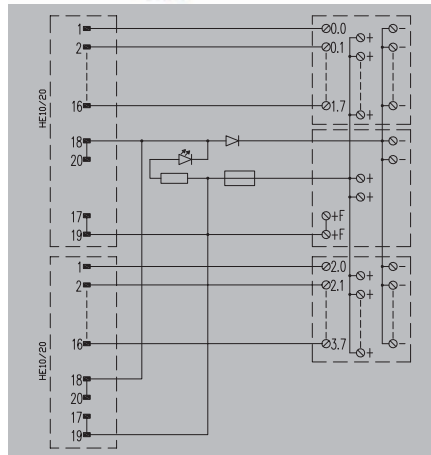 HE10/20
1 0.0 + -
2 0.1 + -
16 1.7 + -
18 -
20 -
+
+
17 +F
19 +F
HE10/20
1 2.0 + -
2 2.1 + -
16 3.7 + -
18
20
17
19